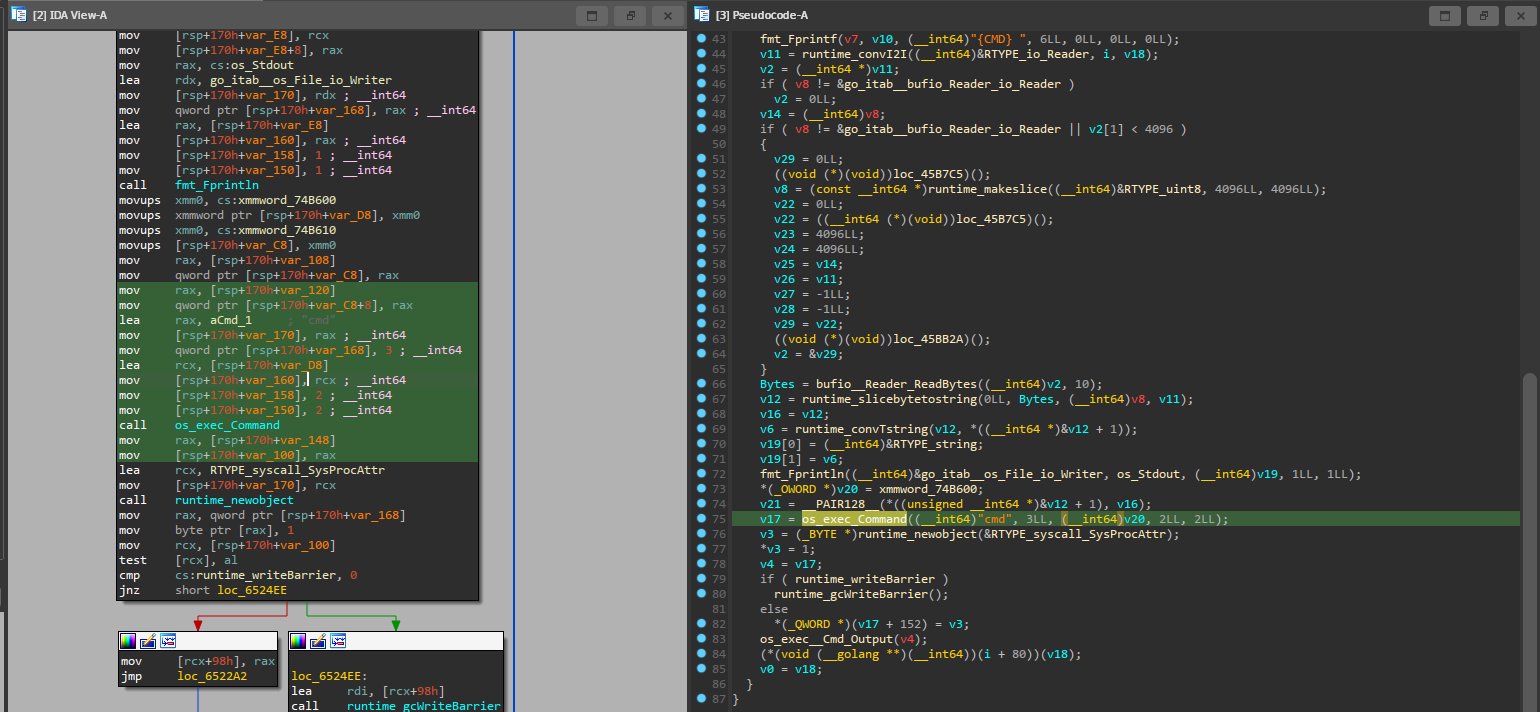 [2] IDA View-A
mov [rsp+170h+var_E8], rcx
mov [rsp+170h+var_E8+8], rax
mov rax, cs:os_Stdout
lea rdx, go_itab__os_File_io_Writer
mov [rsp+170h+var_170], rdx ; __int64
mov qword ptr [rsp+170h+var_168], rax ; __int64
lea rax, [rsp+170h+var_E8]
mov [rsp+170h+var_160], rax ; __int64
mov [rsp+170h+var_158], 1 ; __int64
mov [rsp+170h+var_150], 1 ; __int64
call fmt_Fprintln
movups xmm0, cs:xmmword_74B600
movups xmmword ptr [rsp+170h+var_D8], xmm0
movups xmm0, cs:xmmword_74B610
movups [rsp+170h+var_C8], xmm0
mov rax, [rsp+170h+var_108]
mov qword ptr [rsp+170h+var_C8], rax
mov rax, [rsp+170h+var_120]
mov qword ptr [rsp+170h+var_C8+8], rax
lea rax, aCmd_1 ; "cmd"
mov [rsp+170h+var_170], rax ; __int64
mov qword ptr [rsp+170h+var_168], 3 ; __int64
lea rcx, [rsp+170h+var_D8]
mov [rsp+170h+var_160], rcx ; __int64
mov [rsp+170h+var_158], 2 ; __int64
mov [rsp+170h+var_150], 2 ; __int64
call os_exec_Command
mov rax, [rsp+170h+var_148]
mov [rsp+170h+var_100], rax
lea rcx, RTYPE_syscall_SysProcAttr
mov [rsp+170h+var_170], rcx
call runtime_newobject
mov rax, qword ptr [rsp+170h+var_168]
mov byte ptr [rax], 1
mov rcx, [rsp+170h+var_100]
test [rcx], al
cmp cs:runtime_writeBarrier, 0
jnz short loc_6524EE
mov [rcx+98h], rax
jmp loc_6522A2
loc_6524EE:
lea rdi, [rcx+98h]
call runtime_gcWriteBarrier
[3] Pseudocode-A
43 fmt_Fprintf(v7, v10, (__int64)"{CMD} ", 6LL, 0LL, 0LL, 0LL);
44 v11 = runtime_convI2I((__int64)&RTYPE_io_Reader, i, v18);
45 v2 = (__int64 *)v11;
46 if ( v8 != &go_itab__bufio_Reader_io_Reader )
47 v2 = 0LL;
48 v14 = (__int64)v8;
49 if ( v8 != &go_itab__bufio_Reader_io_Reader || v2[1] < 4096 )
50 {
51 v29 = 0LL;
52 ((void (*)(void))loc_45B7C5)();
53 v8 = (const __int64 *)runtime_makeslice((__int64)&RTYPE_uint8, 4096LL, 4096LL);
54 v22 = 0LL;
55 v22 = ((__int64 (*)(void))loc_45B7C5)();
56 v23 = 4096LL;
57 v24 = 4096LL;
58 v25 = v14;
59 v26 = v11;
60 v27 = -1LL;
61 v28 = -1LL;
62 v29 = v22;
63 ((void (*)(void))loc_45BB2A)();
64 v2 = &v29;
65 }
66 Bytes = bufio__Reader_ReadBytes((__int64)v2, 10);
67 v12 = runtime_slicebytetostring(0LL, Bytes, (__int64)v8, v11);
68 v16 = v12;
69 v6 = runtime_convTstring(v12, *((__int64 *)&v12 + 1));
70 v19[0] = (__int64)&RTYPE_string;
71 v19[1] = v6;
72 fmt_Fprintln((__int64)&go_itab__os_File_io_Writer, os_Stdout, (__int64)v19, 1LL, 1LL);
73 *(_OWORD *)v20 = xmmword_74B600;
74 v21 = __PAIR128__(*((unsigned __int64 *)&v12 + 1), v16);
75 v17 = os_exec_Command((__int64)"cmd", 3LL, (__int64)v20, 2LL, 2LL);
76 v3 = (_BYTE *)runtime_newobject(&RTYPE_syscall_SysProcAttr);
77 *v3 = 1;
78 v4 = v17;
79 if ( runtime_writeBarrier )
80 runtime_gcWriteBarrier();
81 else
82 *(_QWORD *)(v17 + 152) = v3;
83 os_exec__Cmd_Output(v4);
84 (*(void (__golang **)(__int64))(i + 80))(v18);
85 v0 = v18;
86 }
87 }